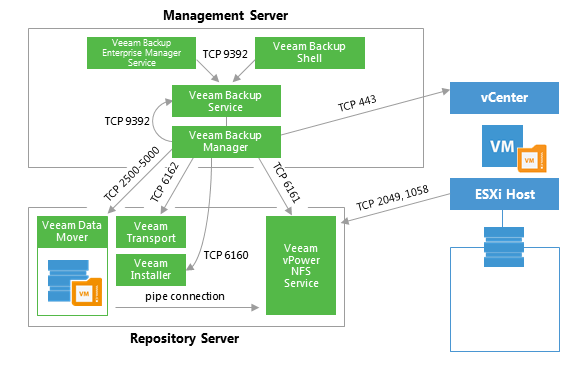 Management Server
Veeam Backup
Enterprise Manager
Service
TCP 9392
Veeam Backup
Shell
Veeam Backup
Service
TCP 9392
Veeam Backup
Manager
TCP 443
vCenter
VM
TCP 2500-5000
TCP 6162
TCP 6161
TCP 2049, 1058
ESXi Host
Veeam Data
Mover
Veeam
Transport
Veeam
Installer
TCP 6160
Veeam
vPower
NFS
Service
VM
pipe connection
Repository Server